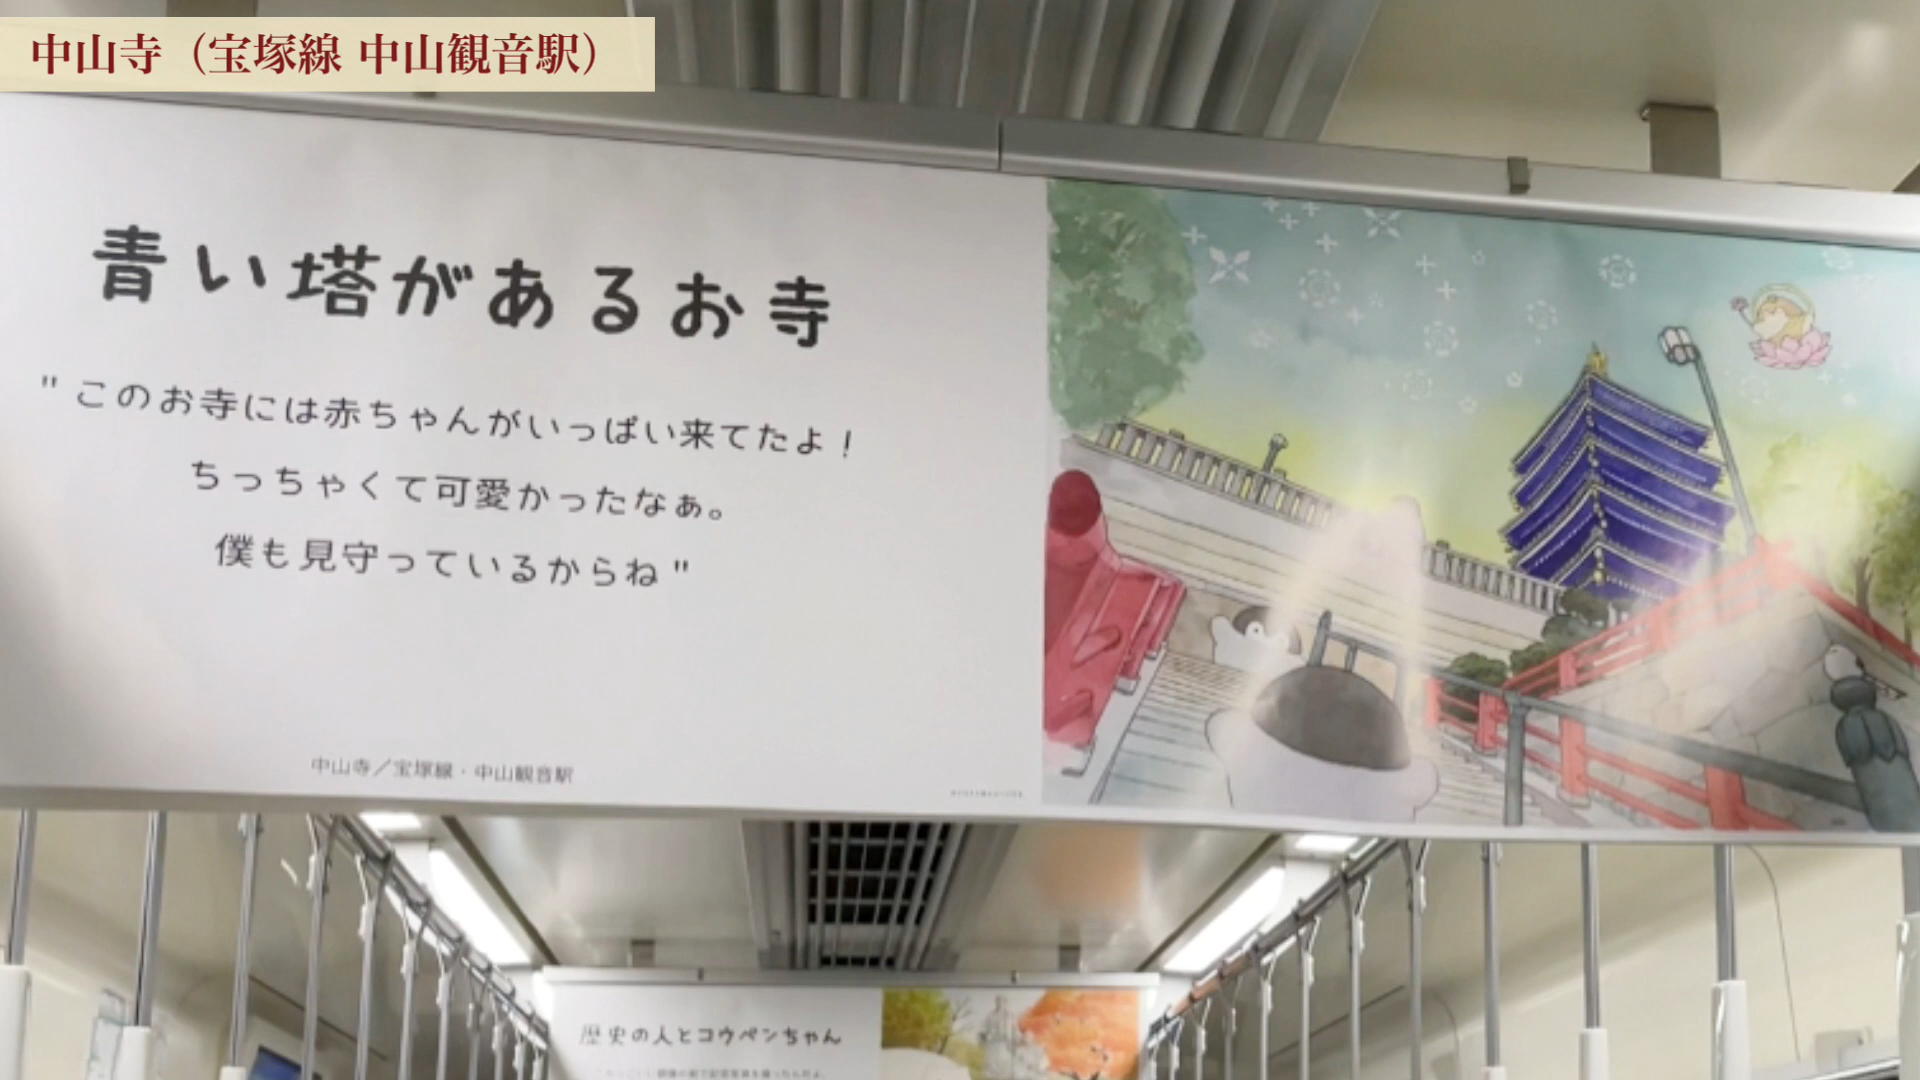 中山寺（宝塚線 中山観音駅）
青い塔があるお寺
"このお寺には赤ちゃんがいっぱい来てたよ！
ちっちゃくて可愛かったなぁ。
僕も見守っているからね"
中山寺／宝塚線・中山観音駅
歴史の人とコウペンちゃん